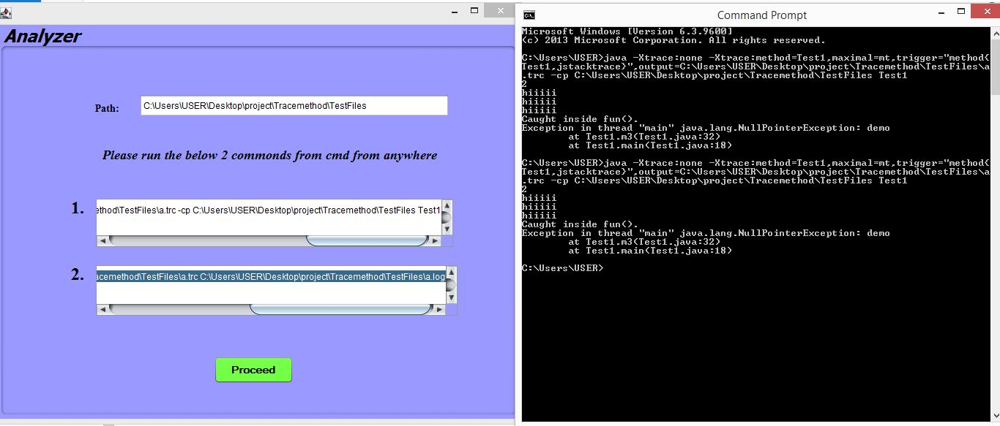 Analyzer
Path:
C:\Users\USER\Desktop\project\Tracemethod\TestFiles
Please run the below 2 commonds from cmd from anywhere
1.
ethod\TestFiles\a.trc -cp C:\Users\USER\Desktop\project\Tracemethod\TestFiles Test1
2.
acemethod\TestFiles\a.trc C:\Users\USER\Desktop\project\Tracemethod\TestFiles\a.log
Proceed
Command Prompt
Microsoft Windows [Version 6.3.9600]
(c) 2013 Microsoft Corporation. All rights reserved.
C:\Users\USER>java -Xtrace:none -Xtrace:method=Test1,maximal=mt,trigger="method{
Test1,jstacktrace}",output=C:\Users\USER\Desktop\project\Tracemethod\TestFiles\a
.trc -cp C:\Users\USER\Desktop\project\Tracemethod\TestFiles Test1
2
hiiiii
hiiiii
hiiiii
Caught inside fun().
Exception in thread "main" java.lang.NullPointerException: demo
at Test1.m3(Test1.java:32)
at Test1.main(Test1.java:18)
C:\Users\USER>java -Xtrace:none -Xtrace:method=Test1,maximal=mt,trigger="method{
Test1,jstacktrace}",output=C:\Users\USER\Desktop\project\Tracemethod\TestFiles\a
.trc -cp C:\Users\USER\Desktop\project\Tracemethod\TestFiles Test1
2
hiiiii
hiiiii
hiiiii
Caught inside fun().
Exception in thread "main" java.lang.NullPointerException: demo
at Test1.m3(Test1.java:32)
at Test1.main(Test1.java:18)
C:\Users\USER>